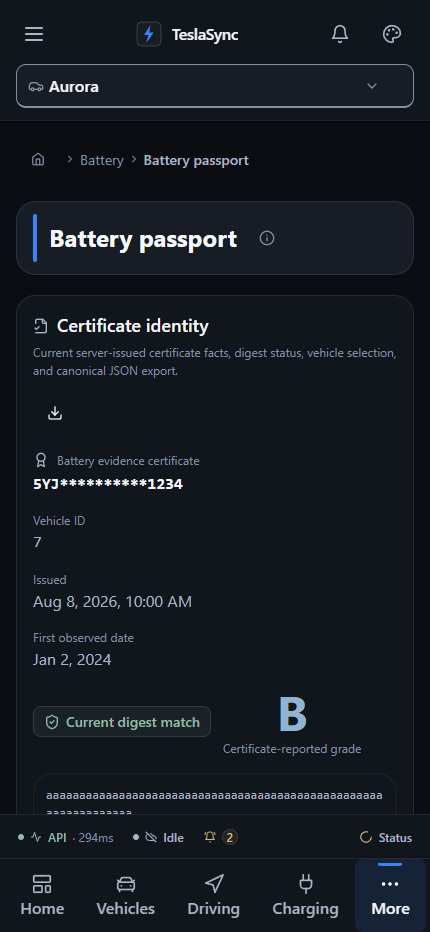 TeslaSync
Aurora
Battery
Battery passport
Battery passport
Certificate identity
Current server-issued certificate facts, digest status, vehicle selection,
and canonical JSON export.
Battery evidence certificate
5YJ**********1234
Vehicle ID
7
Issued
Aug 8, 2026, 10:00 AM
First observed date
Jan 2, 2024
Current digest match
B
Certificate-reported grade
API · 294ms
Idle
2
Status
Home
Vehicles
Driving
Charging
More